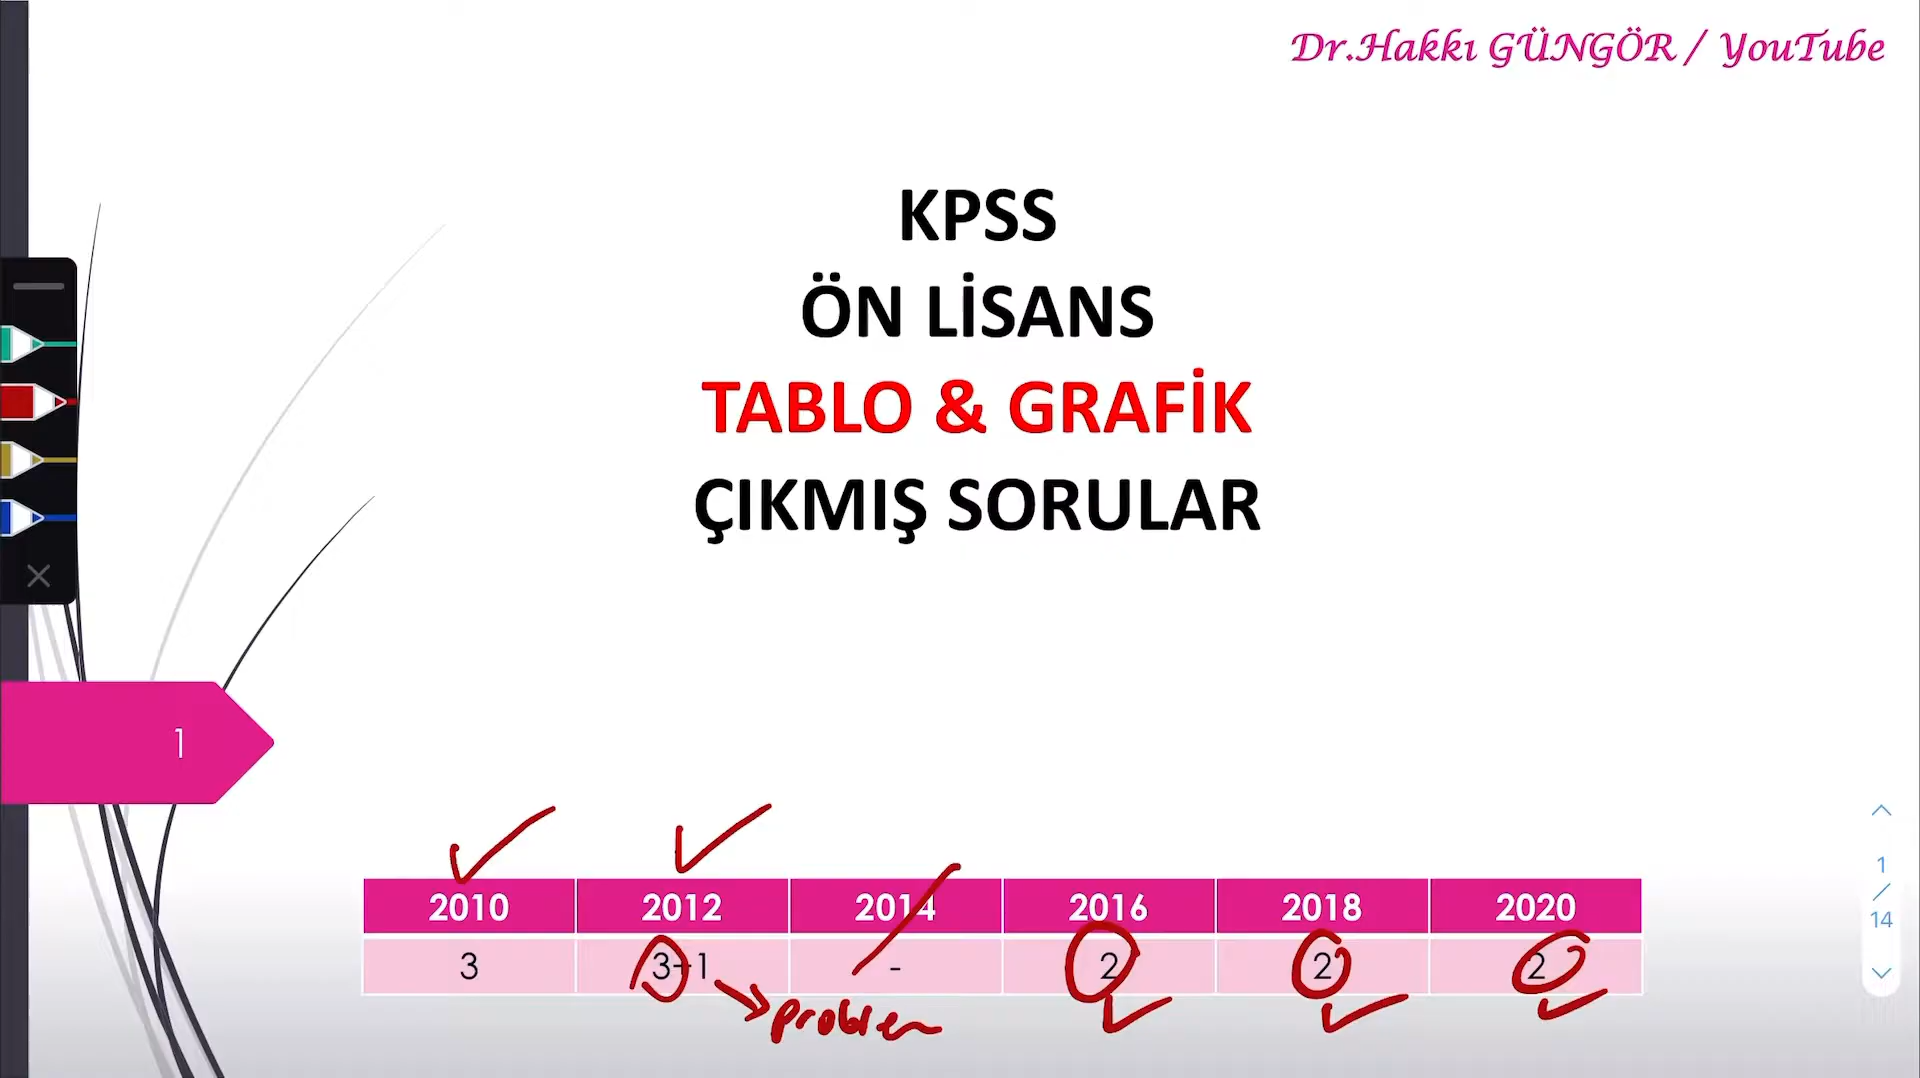 Dr.Hakkı GÜNGÖR / YouTube
KPSS
ÖN LİSANS
TABLO & GRAFİK
ÇIKMIŞ SORULAR
1
2010 2012 2014 2016 2018 2020
3 3+1 - 2 2 2
problem
1
/
14